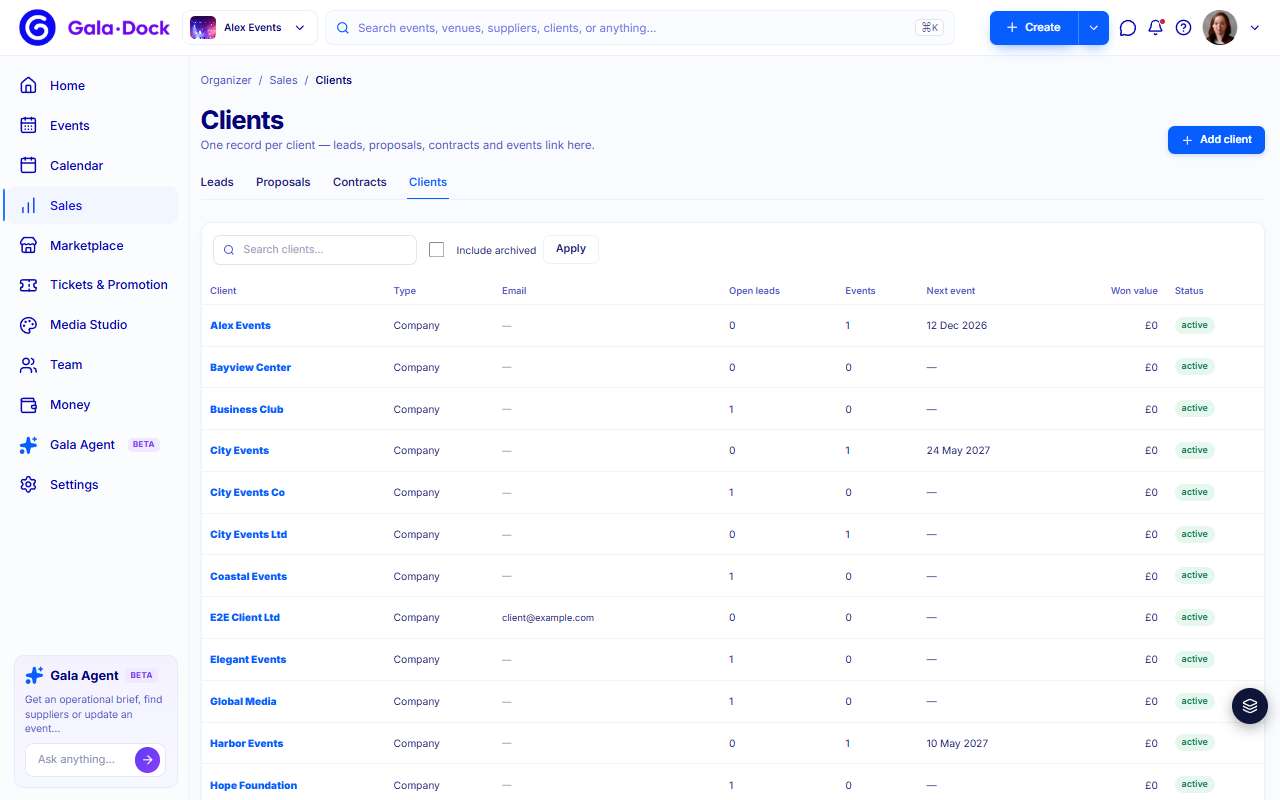 Gala·Dock
Alex Events
Search events, venues, suppliers, clients, or anything...
⌘K
+ Create
Home
Events
Calendar
Sales
Marketplace
Tickets & Promotion
Media Studio
Team
Money
Gala Agent BETA
Settings
Gala Agent BETA
Get an operational brief, find
suppliers or update an
event...
Ask anything...
Organizer / Sales / Clients
Clients
One record per client — leads, proposals, contracts and events link here.
+ Add client
Leads Proposals Contracts Clients
Search clients... Include archived Apply
Client Type Email Open leads Events Next event Won value Status
Alex Events Company — 0 1 12 Dec 2026 £0 active
Bayview Center Company — 0 0 — £0 active
Business Club Company — 1 0 — £0 active
City Events Company — 0 1 24 May 2027 £0 active
City Events Co Company — 1 0 — £0 active
City Events Ltd Company — 0 1 — £0 active
Coastal Events Company — 1 0 — £0 active
E2E Client Ltd Company client@example.com 0 0 — £0 active
Elegant Events Company — 1 0 — £0 active
Global Media Company — 1 0 — £0 active
Harbor Events Company — 0 1 10 May 2027 £0 active
Hope Foundation Company — 1 0 — £0 active